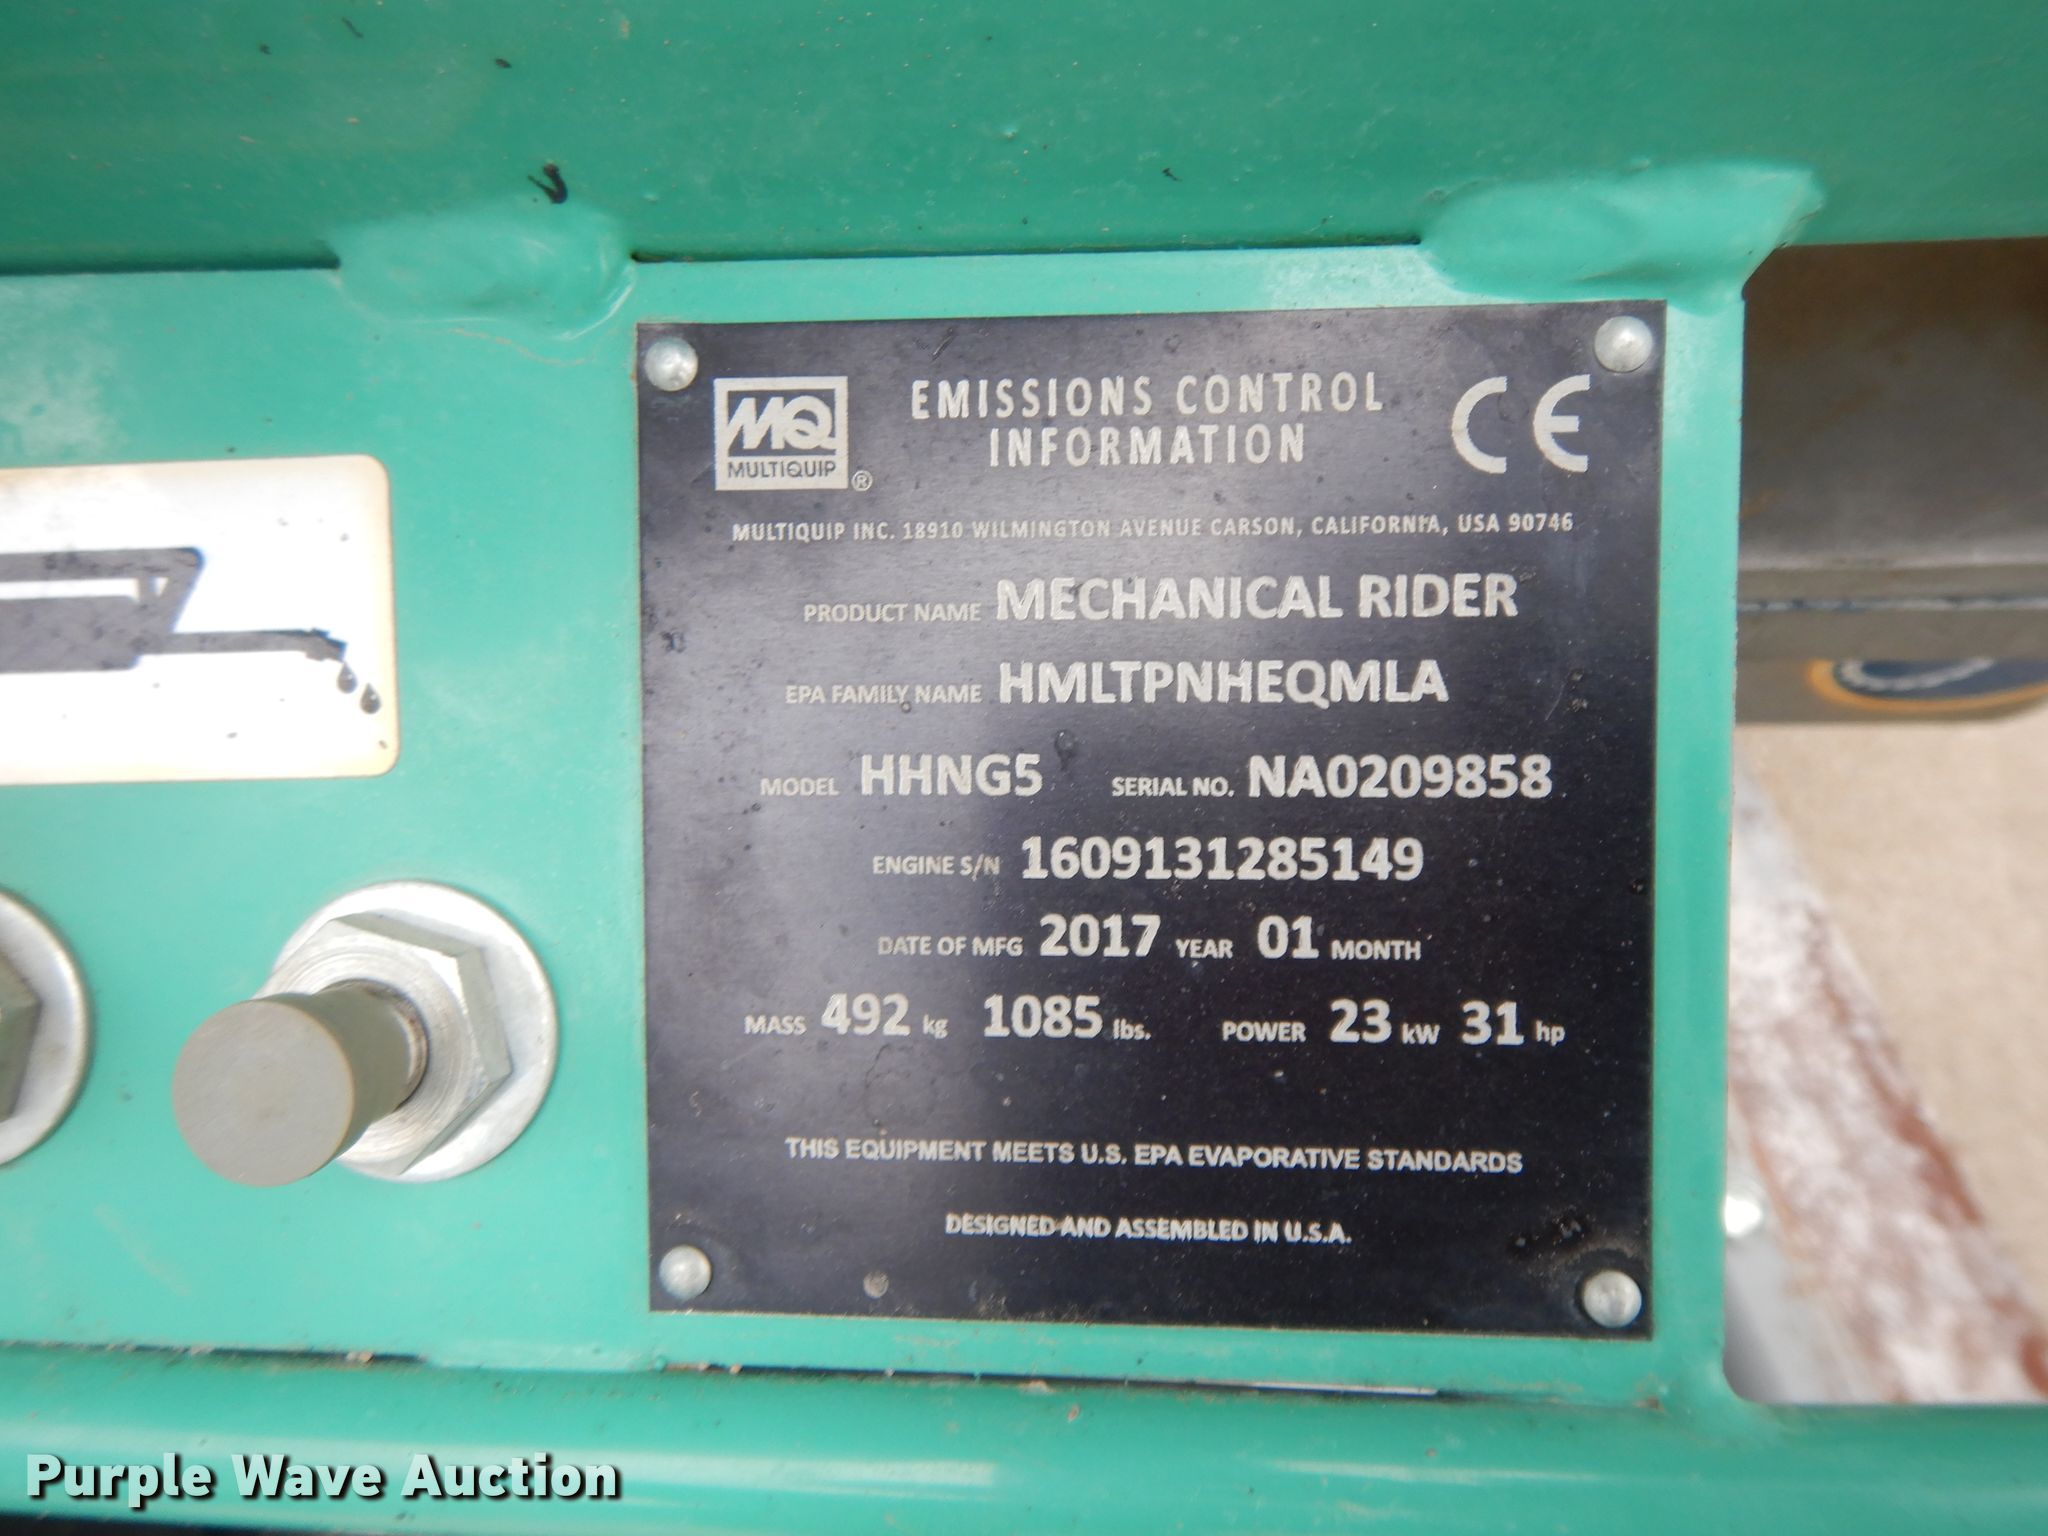 MQ
MULTIQUIP ®
EMISSIONS CONTROL
INFORMATION
CE
MULTIQUIP INC. 18910 WILMINGTON AVENUE CARSON, CALIFORNIA, USA 90746
PRODUCT NAME MECHANICAL RIDER
EPA FAMILY NAME HMLTPNHEQMLA
MODEL HHNG5 SERIAL NO. NA0209858
ENGINE S/N 1609131285149
DATE OF MFG 2017 YEAR 01 MONTH
MASS 492 kg 1085 lbs. POWER 23 kW 31 hp
THIS EQUIPMENT MEETS U.S. EPA EVAPORATIVE STANDARDS
DESIGNED AND ASSEMBLED IN U.S.A.
Purple Wave Auction